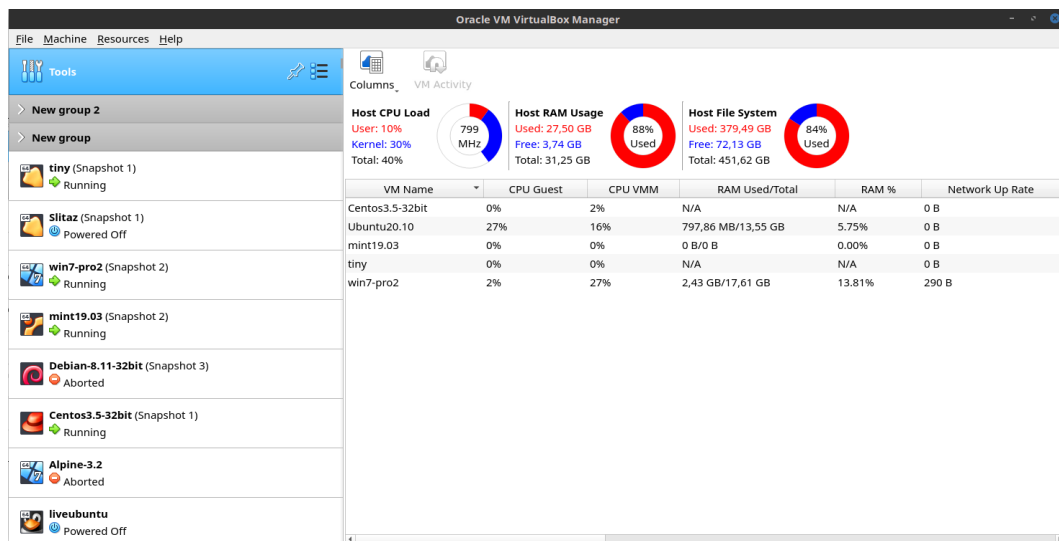 Oracle VM VirtualBox Manager
File Machine Resources Help
Tools
New group 2
New group
tiny (Snapshot 1)
Running
Slitaz (Snapshot 1)
Powered Off
win7-pro2 (Snapshot 2)
Running
mint19.03 (Snapshot 2)
Running
Debian-8.11-32bit (Snapshot 3)
Aborted
Centos3.5-32bit (Snapshot 1)
Running
Alpine-3.2
Aborted
liveubuntu
Powered Off
Columns VM Activity
Host CPU Load
User: 10%
Kernel: 30%
Total: 40%
799
MHz
Host RAM Usage
Used: 27,50 GB
Free: 3,74 GB
Total: 31,25 GB
88%
Used
Host File System
Used: 379,49 GB
Free: 72,13 GB
Total: 451,62 GB
84%
Used
VM Name CPU Guest CPU VMM RAM Used/Total RAM % Network Up Rate
Centos3.5-32bit 0% 2% N/A N/A 0 B
Ubuntu20.10 27% 16% 797,86 MB/13,55 GB 5.75% 0 B
mint19.03 0% 0% 0 B/0 B 0.00% 0 B
tiny 0% 0% N/A N/A 0 B
win7-pro2 2% 27% 2,43 GB/17,61 GB 13.81% 290 B